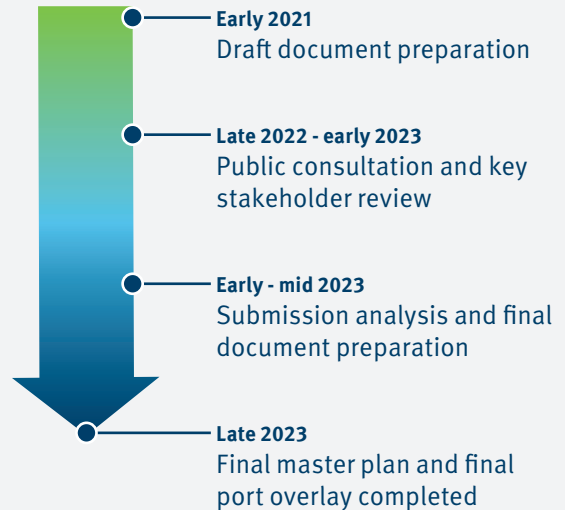 Early 2021
Draft document preparation
Late 2022 - early 2023
Public consultation and key
stakeholder review
Early - mid 2023
Submission analysis and final
document preparation
Late 2023
Final master plan and final
port overlay completed